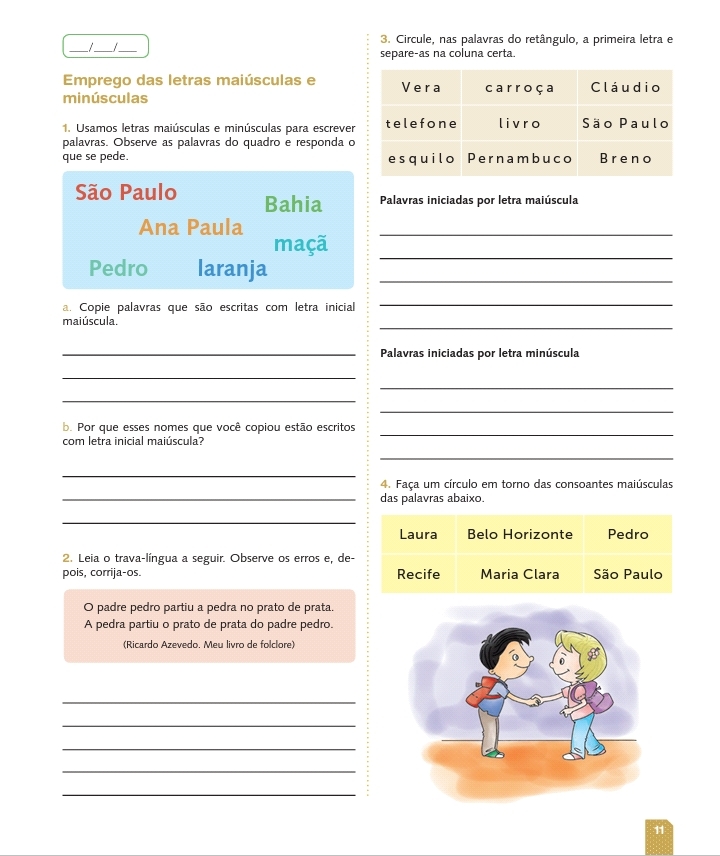 ___/___/___
Emprego das letras maiúsculas e
minúsculas
1. Usamos letras maiúsculas e minúsculas para escrever
palavras. Observe as palavras do quadro e responda o
que se pede.
São Paulo
Bahia
Ana Paula
maçã
Pedro
laranja
a. Copie palavras que são escritas com letra inicial
maiúscula.
b. Por que esses nomes que você copiou estão escritos
com letra inicial maiúscula?
2. Leia o trava-língua a seguir. Observe os erros e, de-
pois, corrija-os.
O padre pedro partiu a pedra no prato de prata.
A pedra partiu o prato de prata do padre pedro.
(Ricardo Azevedo. Meu livro de folclore)
3. Circule, nas palavras do retângulo, a primeira letra e
separe-as na coluna certa.
Vera carroça Cláudio
telefone livro São Paulo
esquilo Pernambuco Breno
Palavras iniciadas por letra maiúscula
Palavras iniciadas por letra minúscula
4. Faça um círculo em torno das consoantes maiúsculas
das palavras abaixo.
Laura Belo Horizonte Pedro
Recife Maria Clara São Paulo
11